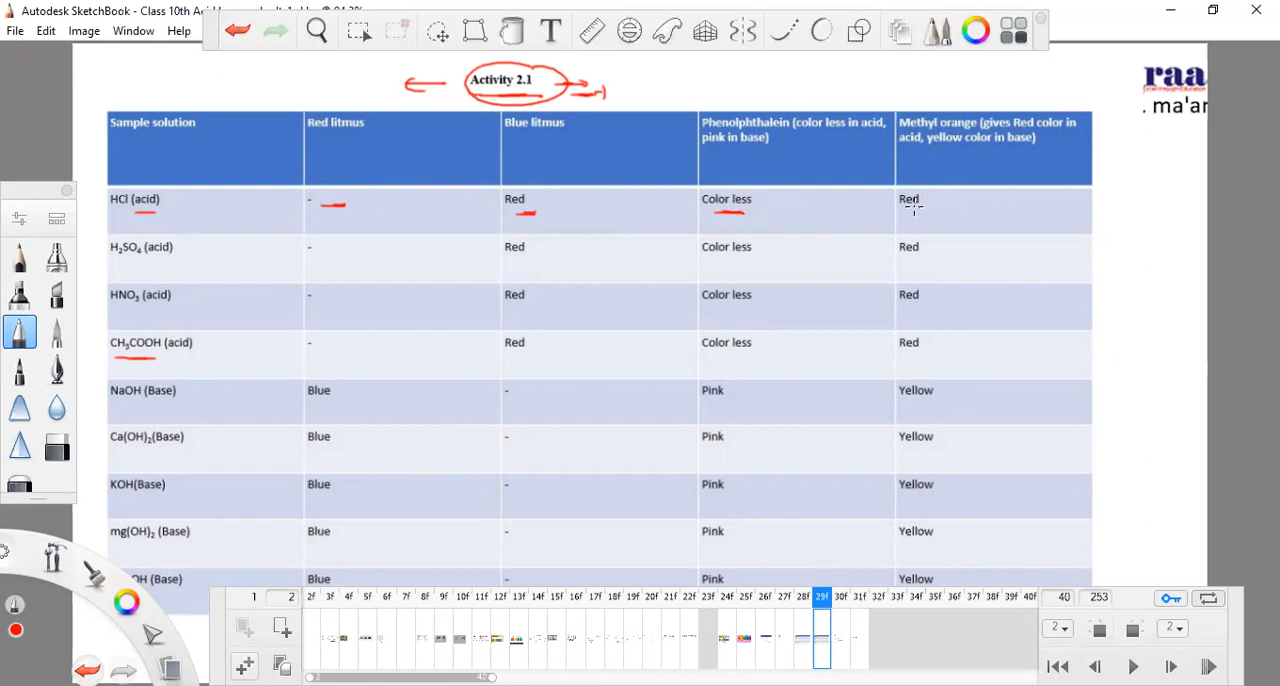 Autodesk SketchBook - Class 10th
File Edit Image Window Help
Activity 2.1
raa
. ma'ar
Sample solution Red litmus Blue litmus Phenolphthalein (color less in acid, pink in base) Methyl orange (gives Red color in acid, yellow color in base)
HCl (acid) - Red Color less Red
H₂SO₄ (acid) - Red Color less Red
HNO₃ (acid) - Red Color less Red
CH₃COOH (acid) - Red Color less Red
NaOH (Base) Blue - Pink Yellow
Ca(OH)₂(Base) Blue - Pink Yellow
KOH(Base) Blue - Pink Yellow
mg(OH)₂ (Base) Blue - Pink Yellow
OH (Base) Blue - Pink Yellow
1 2 2f 3f 4f 5f 6f 7f 8f 9f 10f 11f 12f 13f 14f 15f 16f 17f 18f 19f 20f 21f 22f 23f 24f 25f 26f 27f 28f 29f 30f 31f 32f 33f 34f 35f 36f 37f 38f 39f 40f 40 253
2 2
2 40